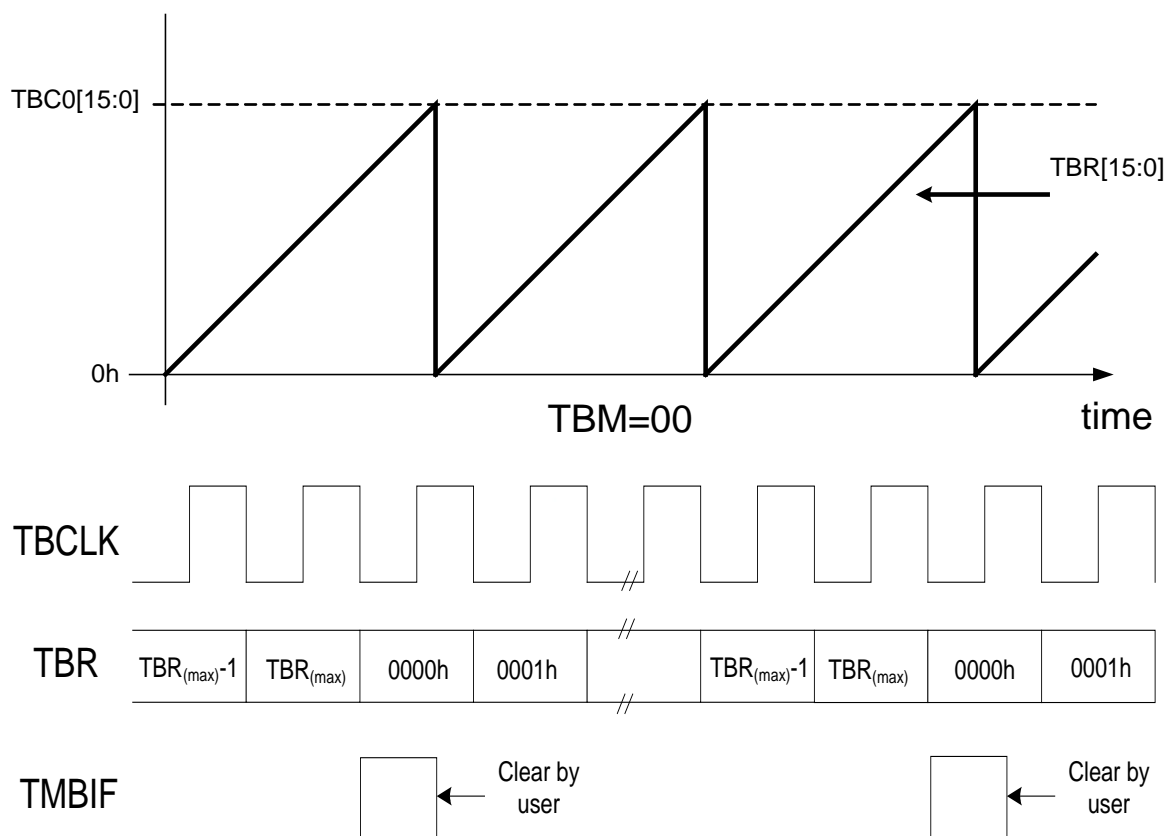 TBC0[15:0]
TBR[15:0]
0h
TBM=00
time
TBCLK
TBR
TBR(max)-1
TBR(max)
0000h
0001h
TBR(max)-1
TBR(max)
0000h
0001h
TMBIF
Clear by
user
Clear by
user